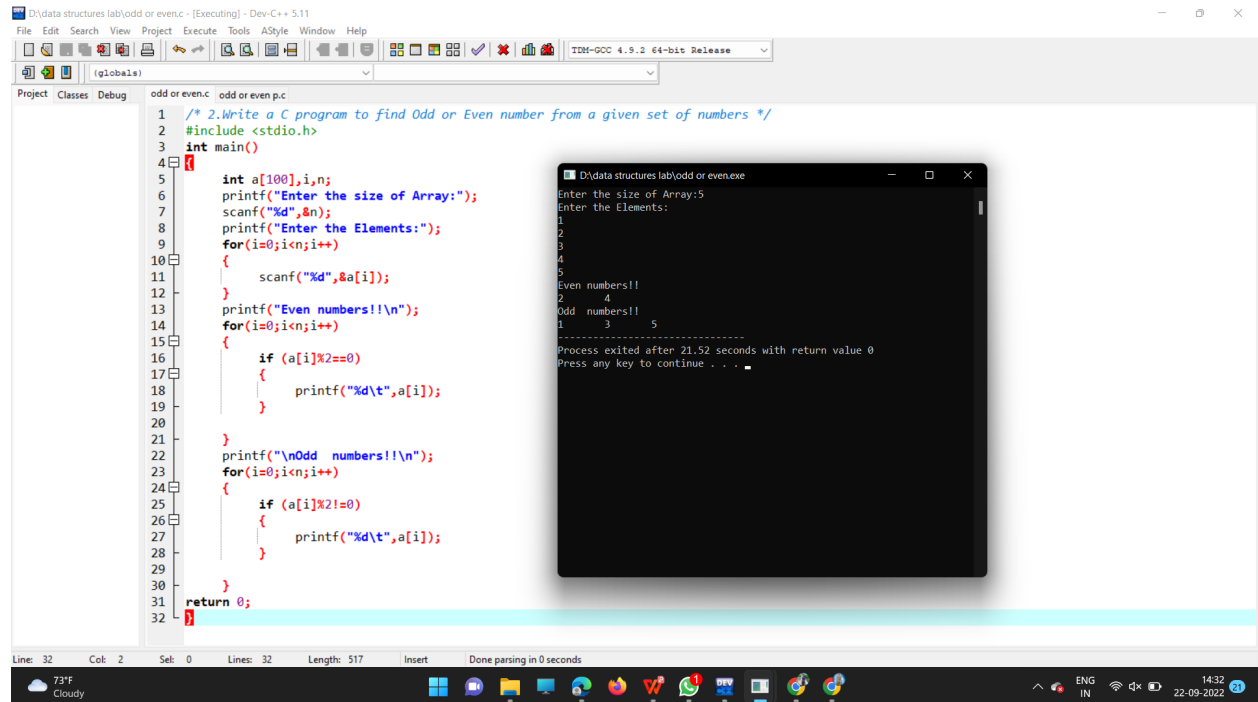 D:\data structures lab\odd or even.c - [Executing] - Dev-C++ 5.11
File Edit Search View Project Execute Tools AStyle Window Help
TDM-GCC 4.9.2 64-bit Release
(globals)
Project Classes Debug
odd or even.c odd or even p.c
1 /* 2.Write a C program to find Odd or Even number from a given set of numbers */
2 #include <stdio.h>
3 int main()
4 {
5 int a[100],i,n;
6 printf("Enter the size of Array:");
7 scanf("%d",&n);
8 printf("Enter the Elements:");
9 for(i=0;i<n;i++)
10 {
11 scanf("%d",&a[i]);
12 }
13 printf("Even numbers!!\n");
14 for(i=0;i<n;i++)
15 {
16 if (a[i]%2==0)
17 {
18 printf("%d\t",a[i]);
19 }
20
21 }
22 printf("\nOdd  numbers!!\n");
23 for(i=0;i<n;i++)
24 {
25 if (a[i]%2!=0)
26 {
27 printf("%d\t",a[i]);
28 }
29
30 }
31 return 0;
32 }
D:\data structures lab\odd or even.exe
Enter the size of Array:5
Enter the Elements:
1
2
3
4
5
Even numbers!!
2 4
Odd  numbers!!
1 3 5
--------------------------------
Process exited after 21.52 seconds with return value 0
Press any key to continue . . .
Line: 32 Col: 2 Sel: 0 Lines: 32 Length: 517 Insert Done parsing in 0 seconds
73°F
Cloudy
DEV
1
ENG
IN
14:32
22-09-2022
21